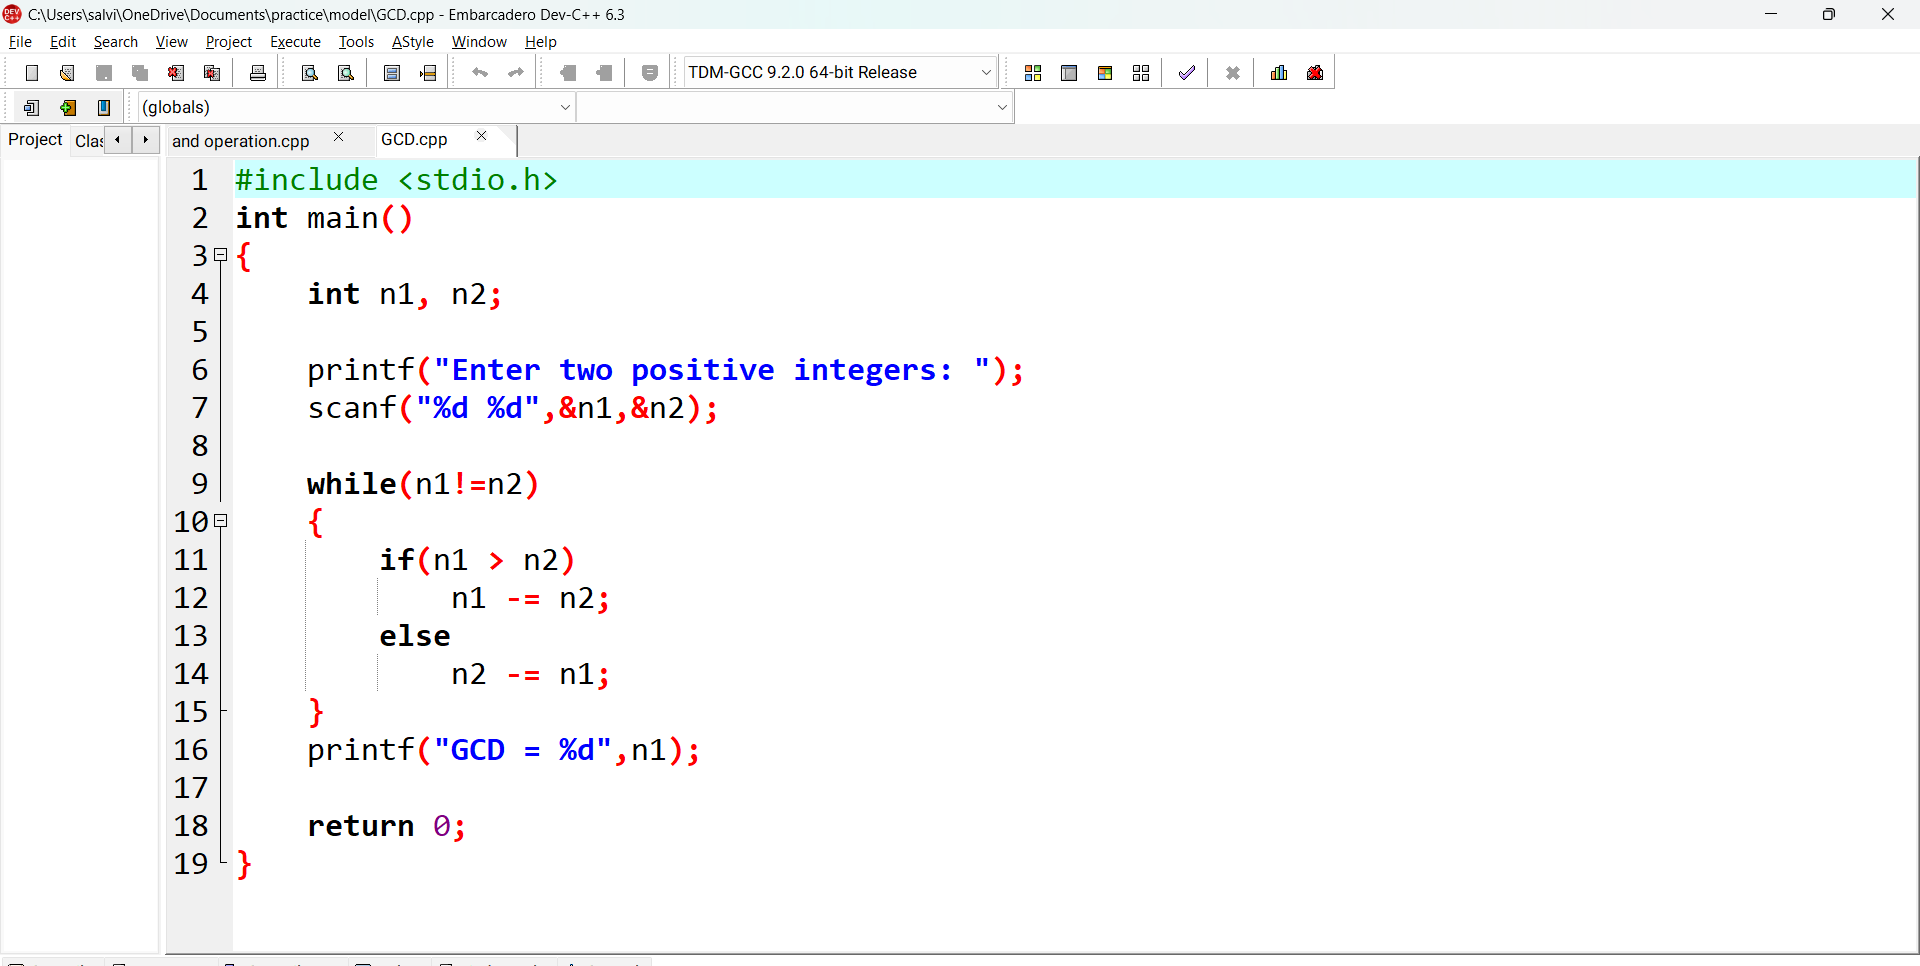 C:\Users\salvi\OneDrive\Documents\practice\model\GCD.cpp - Embarcadero Dev-C++ 6.3
File Edit Search View Project Execute Tools AStyle Window Help
TDM-GCC 9.2.0 64-bit Release
(globals)
Project Clas and operation.cpp GCD.cpp
1 #include <stdio.h>
2 int main()
3 {
4     int n1, n2;
5
6     printf("Enter two positive integers: ");
7     scanf("%d %d",&n1,&n2);
8
9     while(n1!=n2)
10     {
11         if(n1 > n2)
12             n1 -= n2;
13         else
14             n2 -= n1;
15     }
16     printf("GCD = %d",n1);
17
18     return 0;
19 }